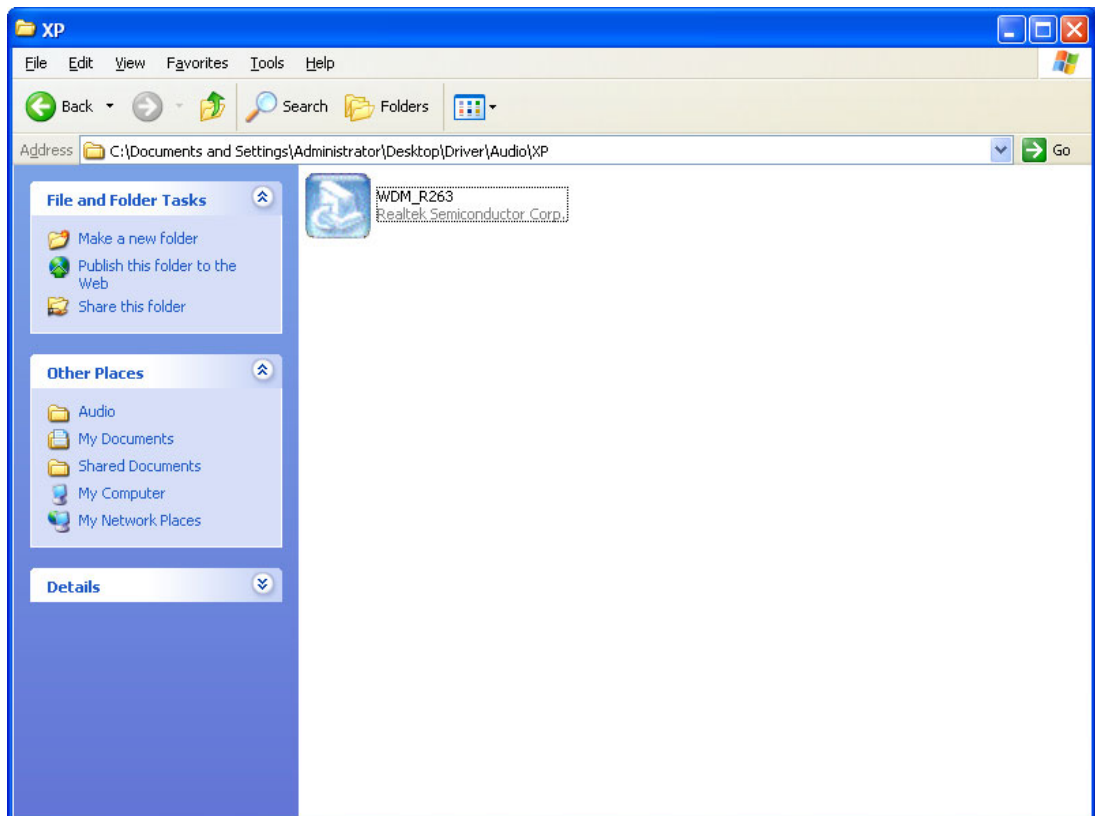 XP
File Edit View Favorites Tools Help
Back Search Folders
Address C:\Documents and Settings\Administrator\Desktop\Driver\Audio\XP Go
File and Folder Tasks
Make a new folder
Publish this folder to the
Web
Share this folder
Other Places
Audio
My Documents
Shared Documents
My Computer
My Network Places
Details
WDM_R263
Realtek Semiconductor Corp.